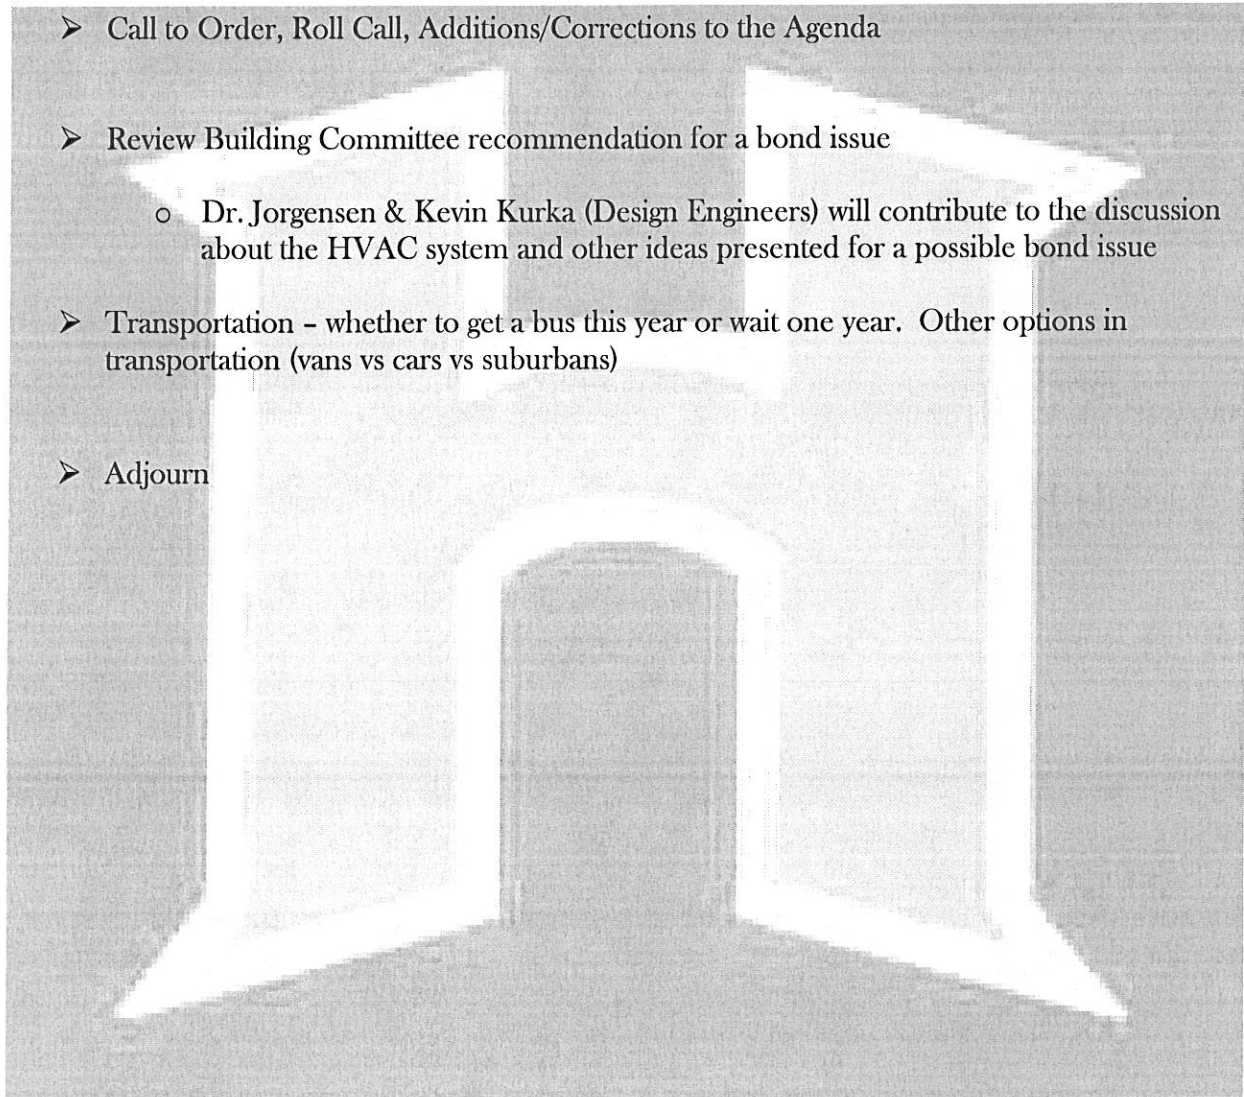 ➢ Call to Order, Roll Call, Additions/Corrections to the Agenda
➢ Review Building Committee recommendation for a bond issue
o Dr. Jorgensen & Kevin Kurka (Design Engineers) will contribute to the discussion
about the HVAC system and other ideas presented for a possible bond issue
➢ Transportation – whether to get a bus this year or wait one year. Other options in
transportation (vans vs cars vs suburbans)
➢ Adjourn